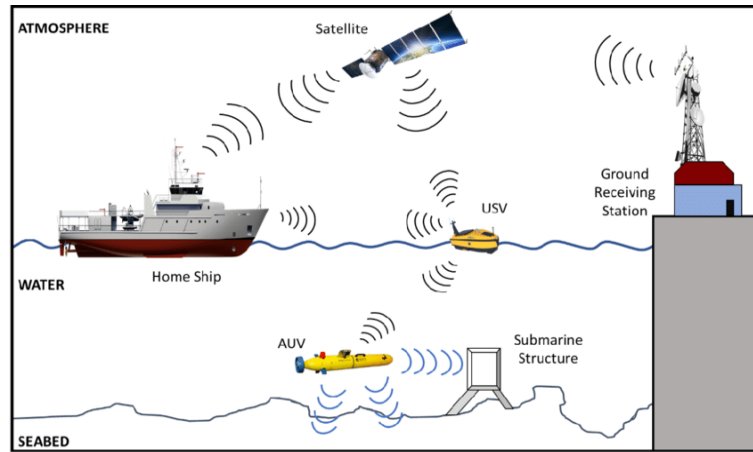 ATMOSPHERE
Satellite
Ground
Receiving
Station
USV
Home Ship
WATER
AUV
Submarine
Structure
SEABED